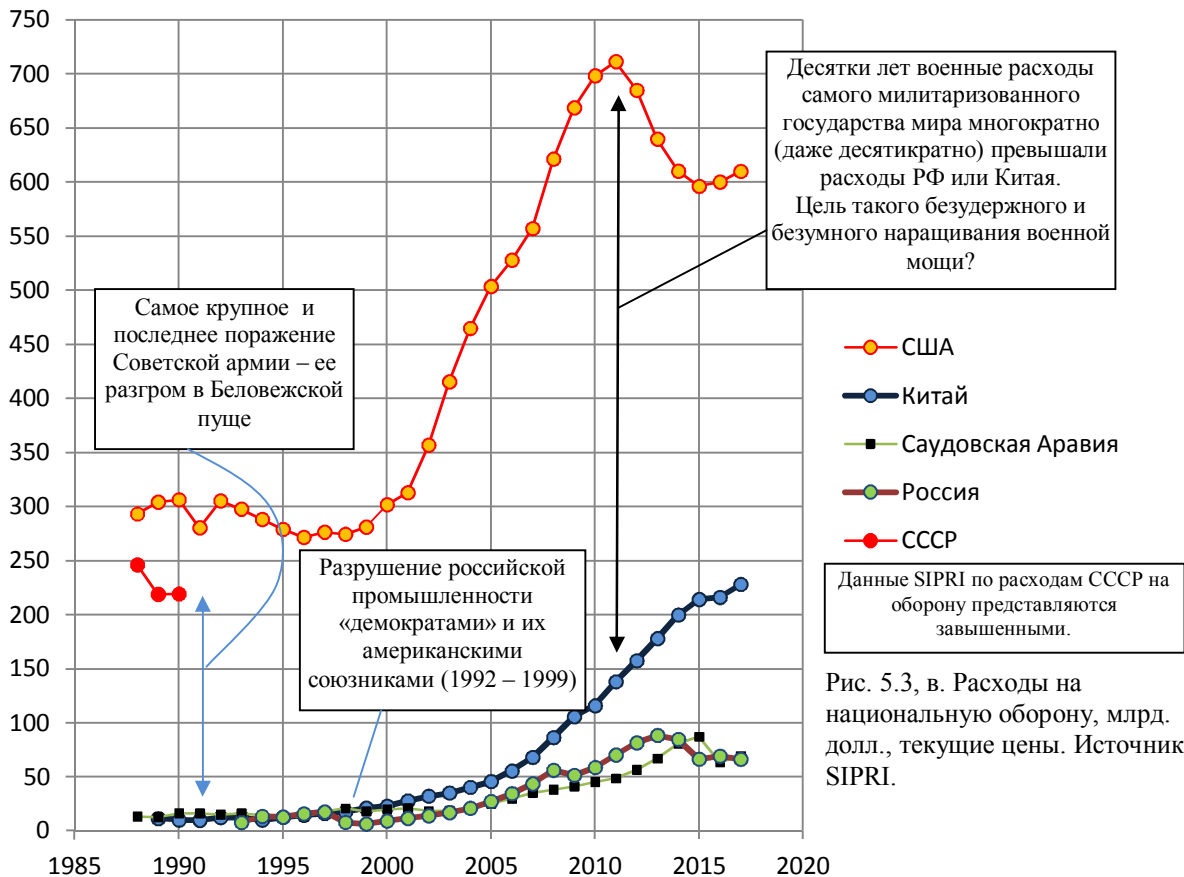 750
700
650
600
550
500
450
400
350
300
250
200
150
100
50
0
1985
1990
1995
2000
2005
2010
2015
2020
Десятки лет военные расходы
самого милитаризованного
государства мира многократно
(даже десятикратно) превышали
расходы РФ или Китая.
Цель такого безудержного и
безумного наращивания военной
мощи?
Самое крупное и
последнее поражение
Советской армии – ее
разгром в Беловежской
пуще
Разрушение российской
промышленности
«демократами» и их
американскими
союзниками (1992 – 1999)
США
Китай
Саудовская Аравия
Россия
СССР
Данные SIPRI по расходам СССР на
оборону представляются
завышенными.
Рис. 5.3, в. Расходы на
национальную оборону, млрд.
долл., текущие цены. Источник
SIPRI.